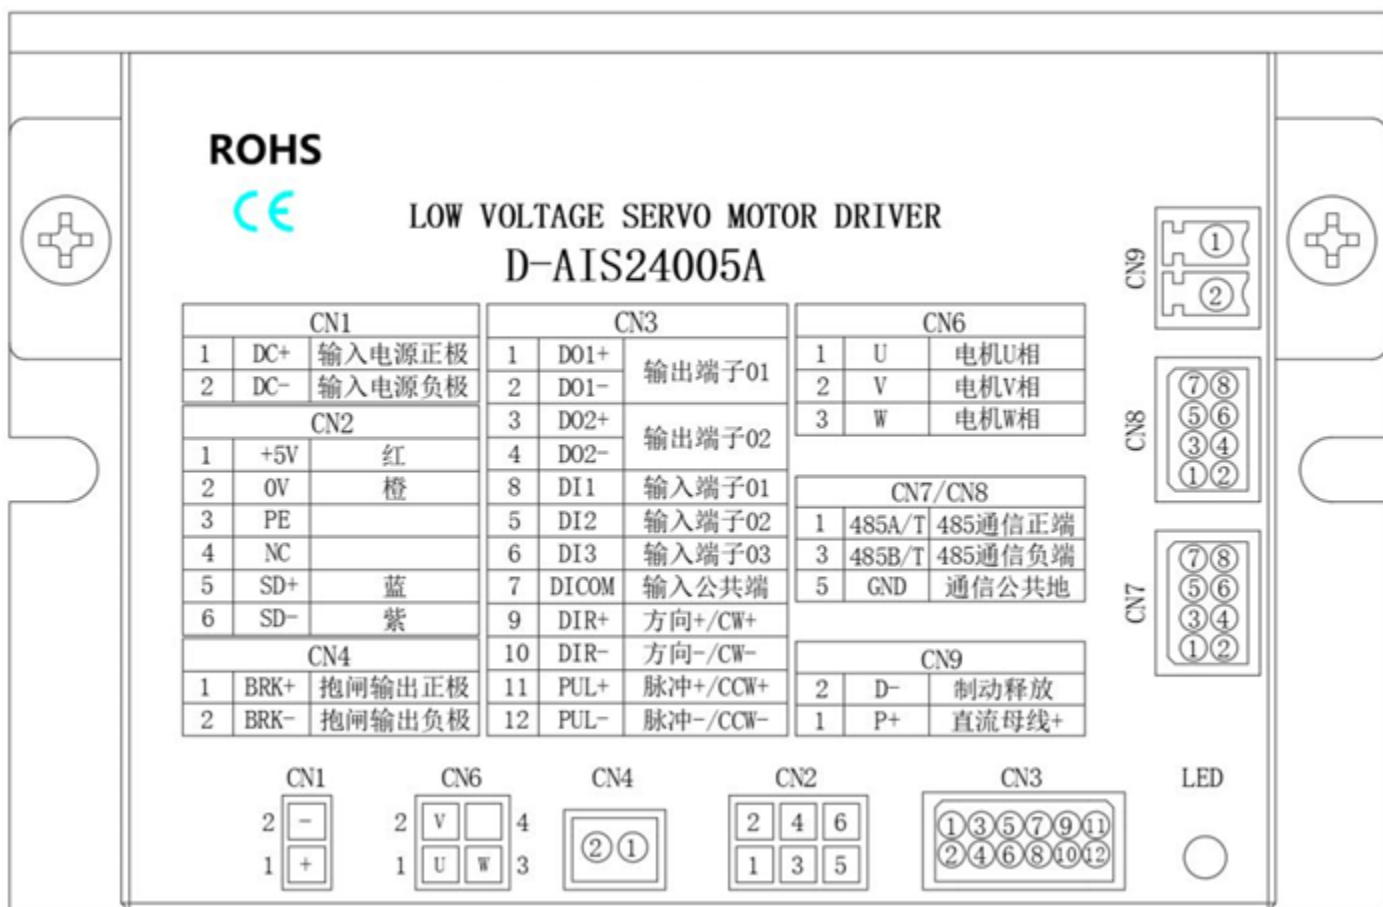 ROHS
CE
LOW VOLTAGE SERVO MOTOR DRIVER
D-AIS24005A
CN1
1 DC+ 输入电源正极
2 DC- 输入电源负极
CN2
1 +5V 红
2 0V 橙
3 PE
4 NC
5 SD+ 蓝
6 SD- 紫
CN4
1 BRK+ 抱闸输出正极
2 BRK- 抱闸输出负极
CN3
1 DO1+ 输出端子01
2 DO1-
3 DO2+ 输出端子02
4 DO2-
8 DI1 输入端子01
5 DI2 输入端子02
6 DI3 输入端子03
7 DICOM 输入公共端
9 DIR+ 方向+/CW+
10 DIR- 方向-/CW-
11 PUL+ 脉冲+/CCW+
12 PUL- 脉冲-/CCW-
CN6
1 U 电机U相
2 V 电机V相
3 W 电机W相
CN7/CN8
1 485A/T 485通信正端
3 485B/T 485通信负端
5 GND 通信公共地
CN9
2 D- 制动释放
1 P+ 直流母线+
CN9
①
②
CN8
⑦⑧
⑤⑥
③④
①②
CN7
⑦⑧
⑤⑥
③④
①②
CN1
2 -
1 +
CN6
2 V 4
1 U W 3
CN4
②①
CN2
2 4 6
1 3 5
CN3
①③⑤⑦⑨⑪
②④⑥⑧⑩⑫
LED